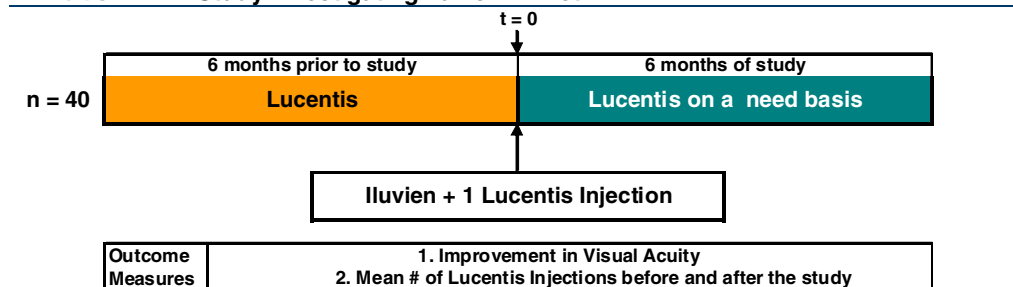 t = 0
6 months prior to study
6 months of study
n = 40
Lucentis
Lucentis on a need basis
Iluvien + 1 Lucentis Injection
Outcome
Measures
1. Improvement in Visual Acuity
2. Mean # of Lucentis Injections before and after the study